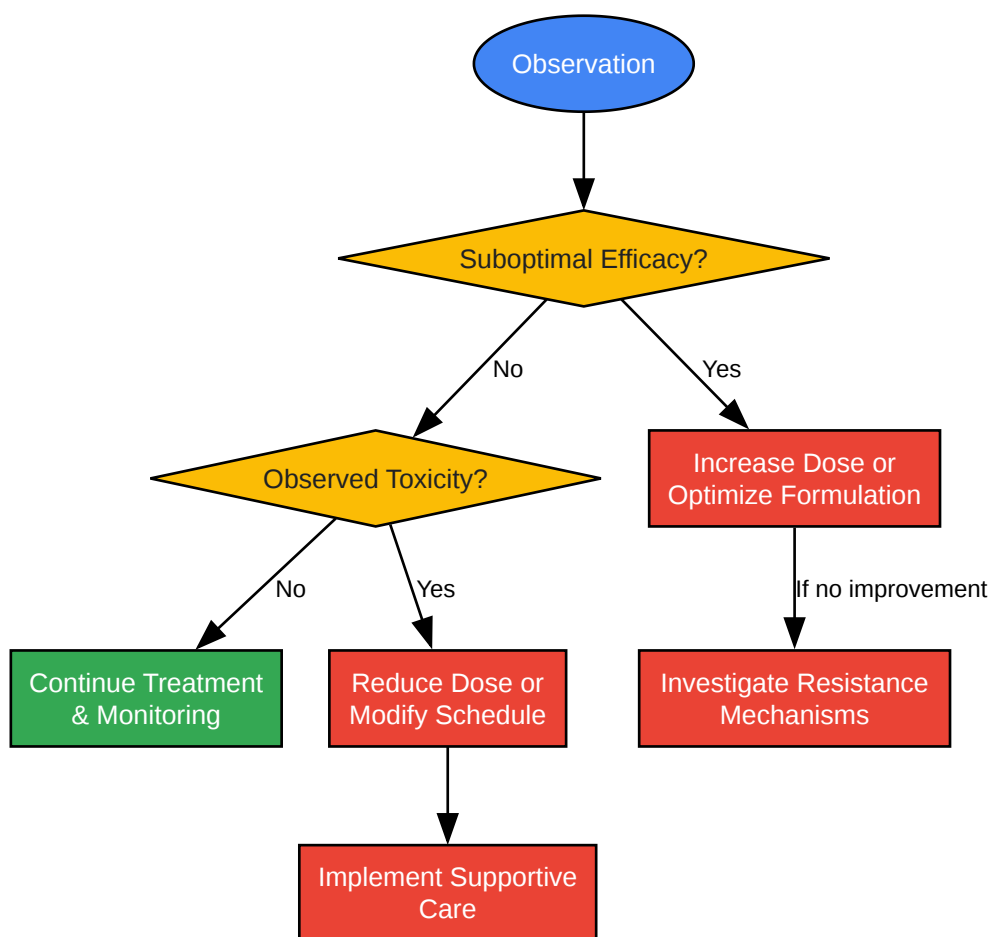 Observation
Suboptimal Efficacy?
No
Yes
Observed Toxicity?
Increase Dose or
Optimize Formulation
No
Yes
If no improvement
Continue Treatment
& Monitoring
Reduce Dose or
Modify Schedule
Investigate Resistance
Mechanisms
Implement Supportive
Care